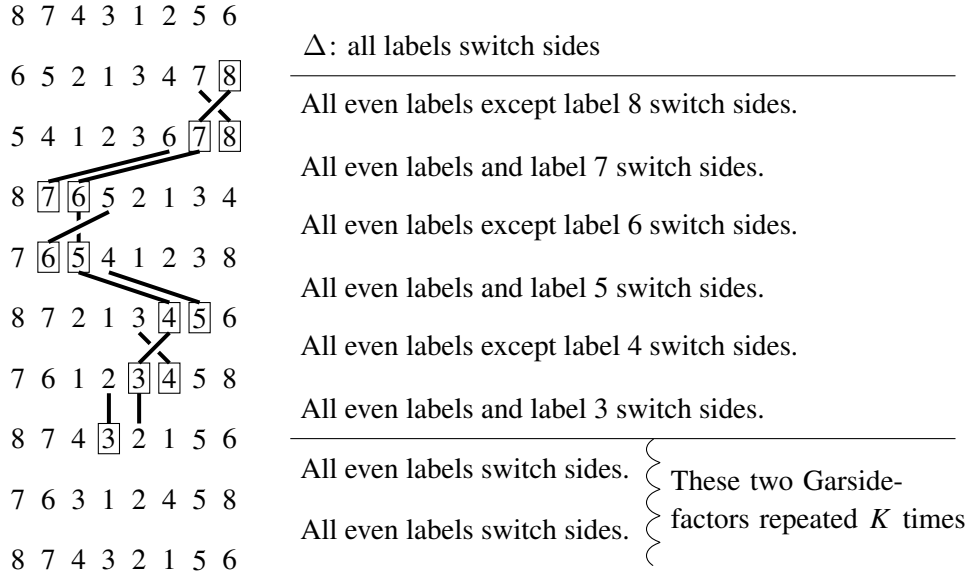 8 7 4 3 1 2 5 6
Δ: all labels switch sides
6 5 2 1 3 4 7 8
All even labels except label 8 switch sides.
5 4 1 2 3 6 7 8
All even labels and label 7 switch sides.
8 7 6 5 2 1 3 4
All even labels except label 6 switch sides.
7 6 5 4 1 2 3 8
All even labels and label 5 switch sides.
8 7 2 1 3 4 5 6
All even labels except label 4 switch sides.
7 6 1 2 3 4 5 8
All even labels and label 3 switch sides.
8 7 4 3 2 1 5 6
All even labels switch sides.
These two Garside-
7 6 3 1 2 4 5 8
factors repeated K times
All even labels switch sides.
8 7 4 3 2 1 5 6